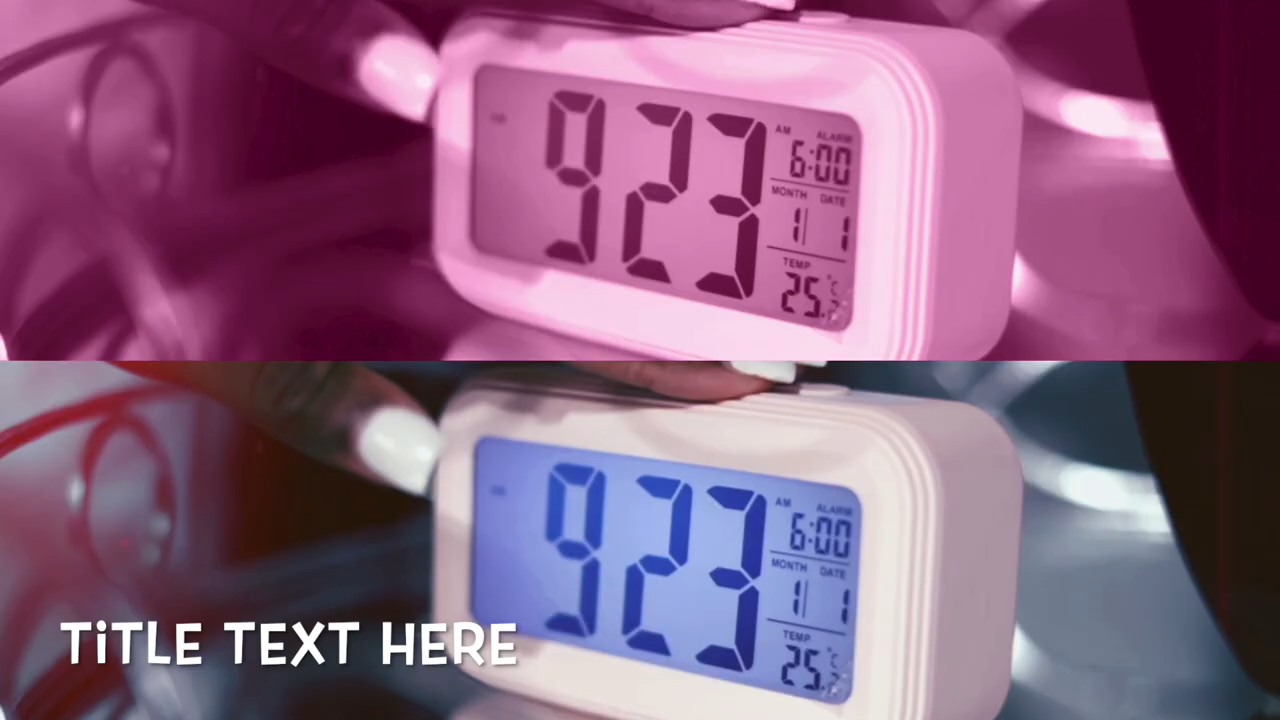 923
AM ALARM
6:00
MONTH DATE
1 1
TEMP
25. °C
923
AM ALARM
6:00
MONTH DATE
1 1
TEMP
25. °C
TiTLE TEXT HERE